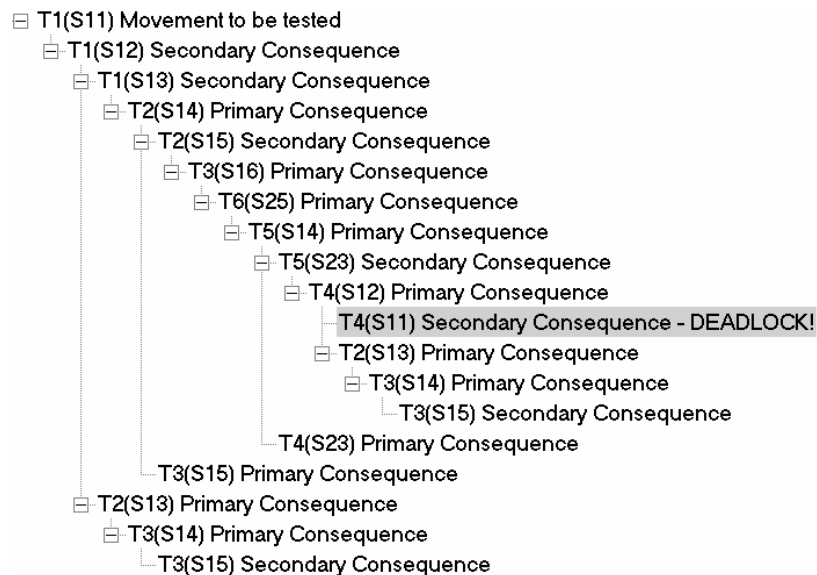 T1(S11) Movement to be tested
T1(S12) Secondary Consequence
T1(S13) Secondary Consequence
T2(S14) Primary Consequence
T2(S15) Secondary Consequence
T3(S16) Primary Consequence
T6(S25) Primary Consequence
T5(S14) Primary Consequence
T5(S23) Secondary Consequence
T4(S12) Primary Consequence
T4(S11) Secondary Consequence - DEADLOCK!
T2(S13) Primary Consequence
T3(S14) Primary Consequence
T3(S15) Secondary Consequence
T4(S23) Primary Consequence
T3(S15) Primary Consequence
T2(S13) Primary Consequence
T3(S14) Primary Consequence
T3(S15) Secondary Consequence